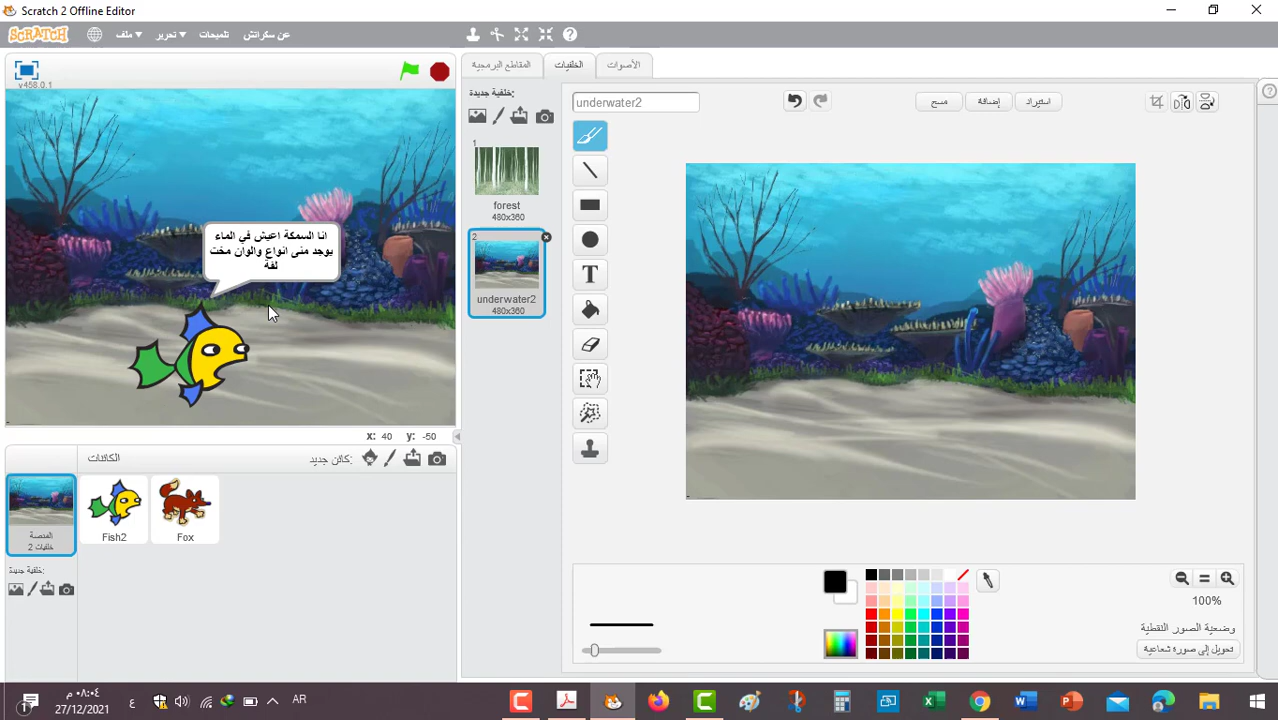 Scratch 2 Offline Editor
SCRATCH
ملف
تحرير
تلميحات
عن سكراتش
v458.0.1
المقاطع البرمجية
الخلفيات
الأصوات
خلفية جديدة:
underwater2
مسح
إضافة
استيراد
1
forest
480x360
2
underwater2
480x360
انا السمكة اعيش في الماء
يوجد منى انواع والوان مخت
لفة
T
x: 40 y: -50
الكائنات
كائن جديد:
المنصة
2 خلفيات
Fish2
Fox
خلفية جديدة:
100%
وضعية الصور النقطية
تحويل إلى صورة شعاعية
٠٨:٠٤ م
27/12/2021
ع
AR